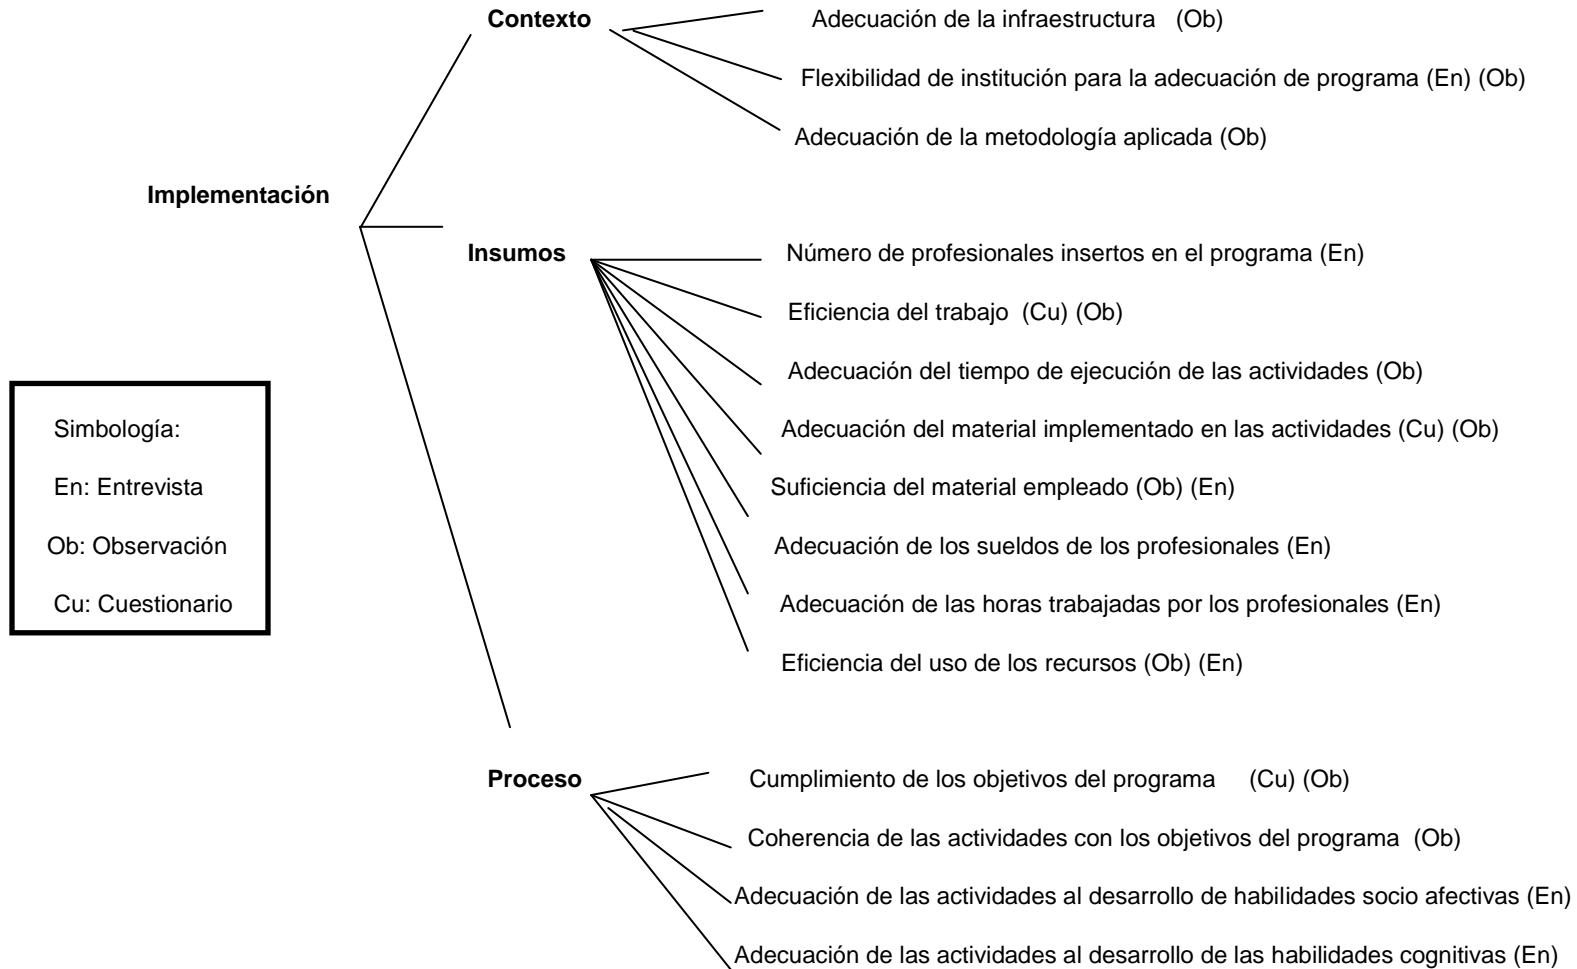 Contexto
Adecuación de la infraestructura (Ob)
Flexibilidad de institución para la adecuación de programa (En) (Ob)
Adecuación de la metodología aplicada (Ob)
Implementación
Insumos
Número de profesionales insertos en el programa (En)
Eficiencia del trabajo (Cu) (Ob)
Adecuación del tiempo de ejecución de las actividades (Ob)
Adecuación del material implementado en las actividades (Cu) (Ob)
Suficiencia del material empleado (Ob) (En)
Adecuación de los sueldos de los profesionales (En)
Adecuación de las horas trabajadas por los profesionales (En)
Eficiencia del uso de los recursos (Ob) (En)
Simbología:
En: Entrevista
Ob: Observación
Cu: Cuestionario
Proceso
Cumplimiento de los objetivos del programa (Cu) (Ob)
Coherencia de las actividades con los objetivos del programa (Ob)
Adecuación de las actividades al desarrollo de habilidades socio afectivas (En)
Adecuación de las actividades al desarrollo de las habilidades cognitivas (En)